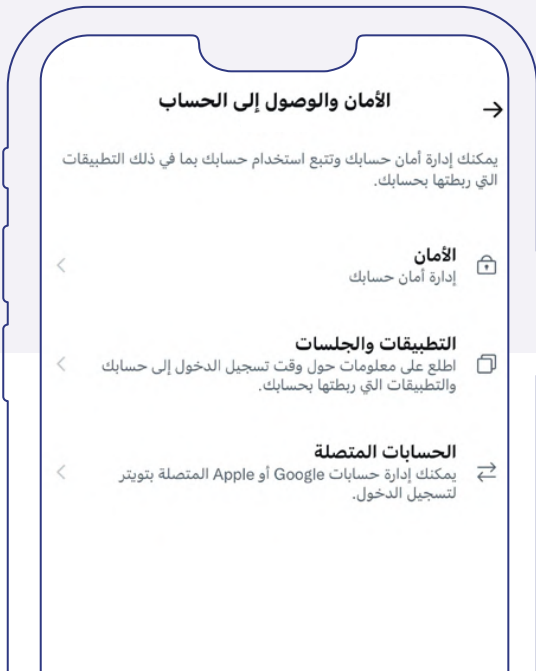 الأمان والوصول إلى الحساب
يمكنك إدارة أمان حسابك وتتبع استخدام حسابك بما في ذلك التطبيقات
التي ربطتها بحسابك.
الأمان
إدارة أمان حسابك
التطبيقات والجلسات
اطلع على معلومات حول وقت تسجيل الدخول إلى حسابك
والتطبيقات التي ربطتها بحسابك.
الحسابات المتصلة
يمكنك إدارة حسابات Google أو Apple المتصلة بتويتر
لتسجيل الدخول.